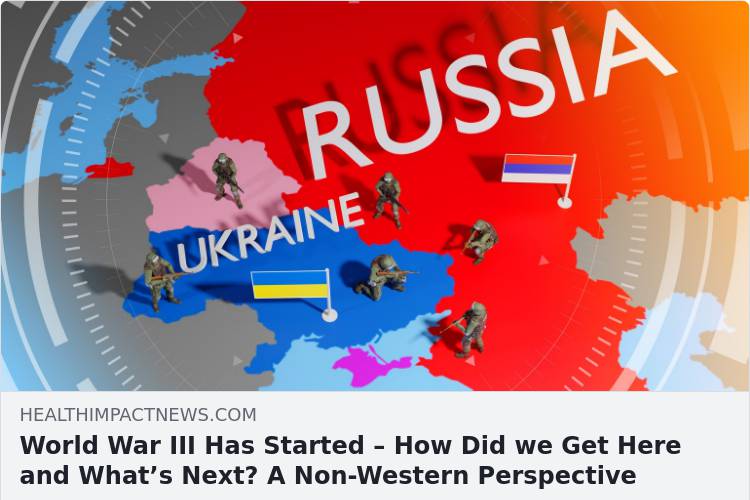 RUSSIA
UKRAINE
HEALTHIMPACTNEWS.COM
World War III Has Started – How Did we Get Here
and What’s Next? A Non-Western Perspective